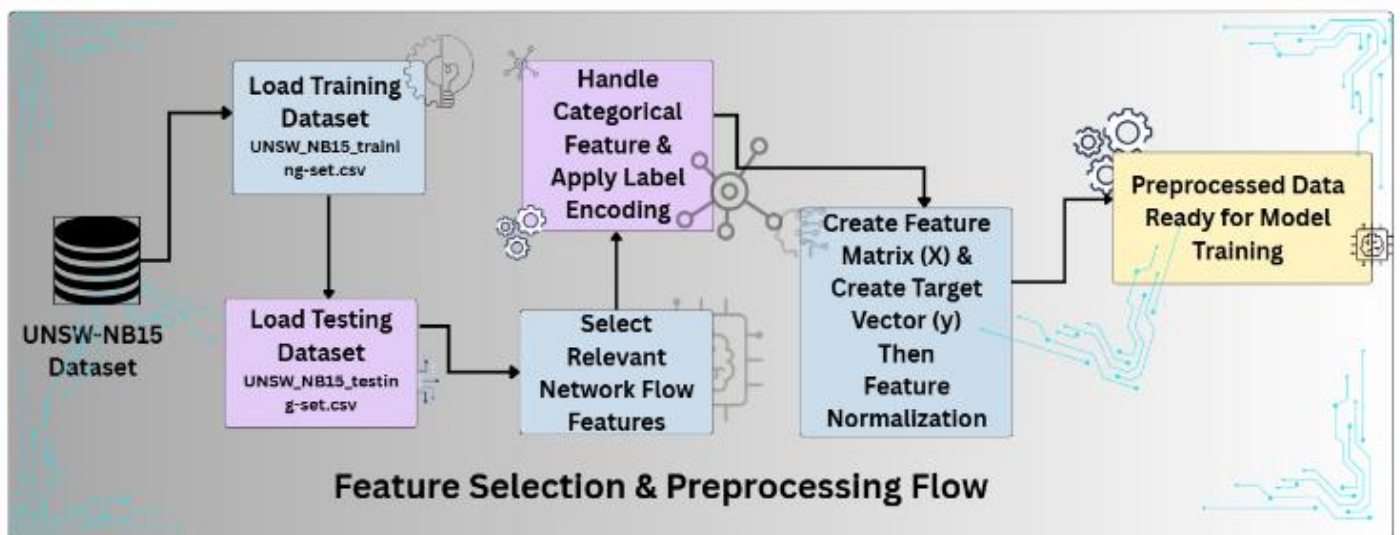 UNSW-NB15
Dataset
Load Training
Dataset
UNSW_NB15_traini
ng-set.csv
Load Testing
Dataset
UNSW_NB15_testin
g-set.csv
Select
Relevant
Network Flow
Features
Handle
Categorical
Feature &
Apply Label
Encoding
Create Feature
Matrix (X) &
Create Target
Vector (y)
Then
Feature
Normalization
Preprocessed Data
Ready for Model
Training
Feature Selection & Preprocessing Flow